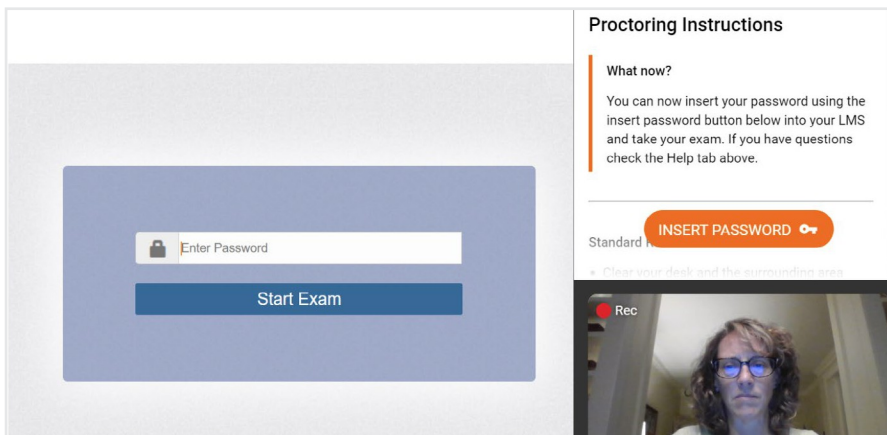 Proctoring Instructions
What now?
You can now insert your password using the
insert password button below into your LMS
and take your exam. If you have questions
check the Help tab above.
INSERT PASSWORD
Standard
Clear your desk and the surrounding area
Enter Password
Start Exam
Rec